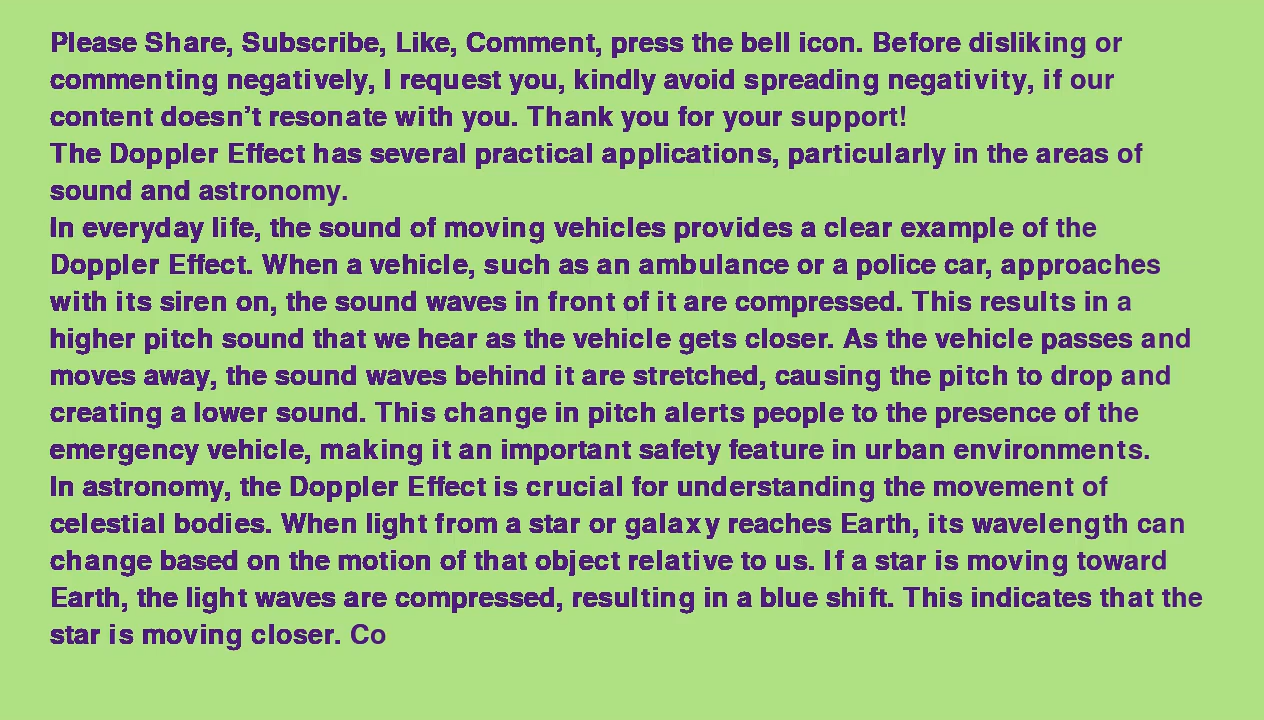 Please Share, Subscribe, Like, Comment, press the bell icon. Before disliking or
commenting negatively, I request you, kindly avoid spreading negativity, if our
content doesn’t resonate with you. Thank you for your support!
The Doppler Effect has several practical applications, particularly in the areas of
sound and astronomy.
In everyday life, the sound of moving vehicles provides a clear example of the
Doppler Effect. When a vehicle, such as an ambulance or a police car, approaches
with its siren on, the sound waves in front of it are compressed. This results in a
higher pitch sound that we hear as the vehicle gets closer. As the vehicle passes and
moves away, the sound waves behind it are stretched, causing the pitch to drop and
creating a lower sound. This change in pitch alerts people to the presence of the
emergency vehicle, making it an important safety feature in urban environments.
In astronomy, the Doppler Effect is crucial for understanding the movement of
celestial bodies. When light from a star or galaxy reaches Earth, its wavelength can
change based on the motion of that object relative to us. If a star is moving toward
Earth, the light waves are compressed, resulting in a blue shift. This indicates that the
star is moving closer. Co